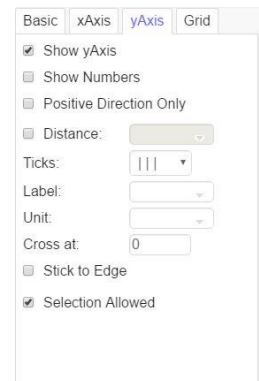 Basic xAxis yAxis Grid
Show yAxis
Show Numbers
Positive Direction Only
Distance:
Ticks: | | |
Label:
Unit:
Cross at: 0
Stick to Edge
Selection Allowed